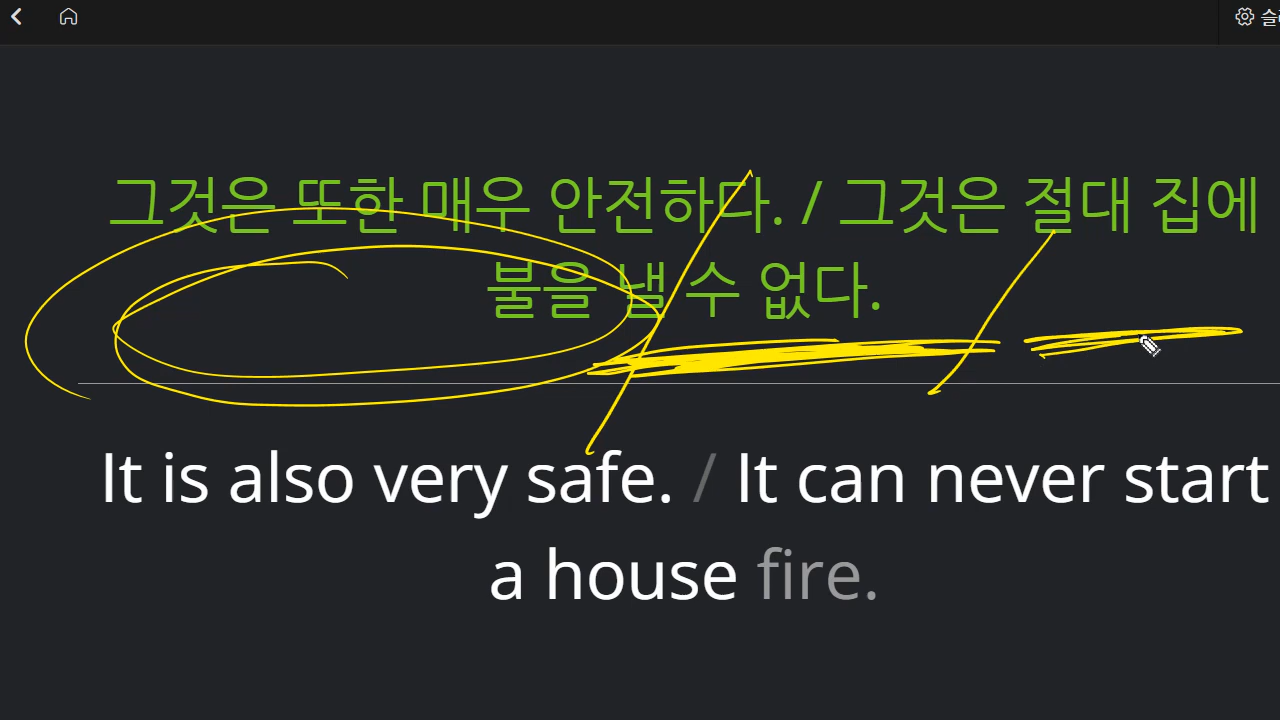 그것은 또한 매우 안전하다. / 그것은 절대 집에
불을 낼 수 없다.
It is also very safe. / It can never start
a house fire.